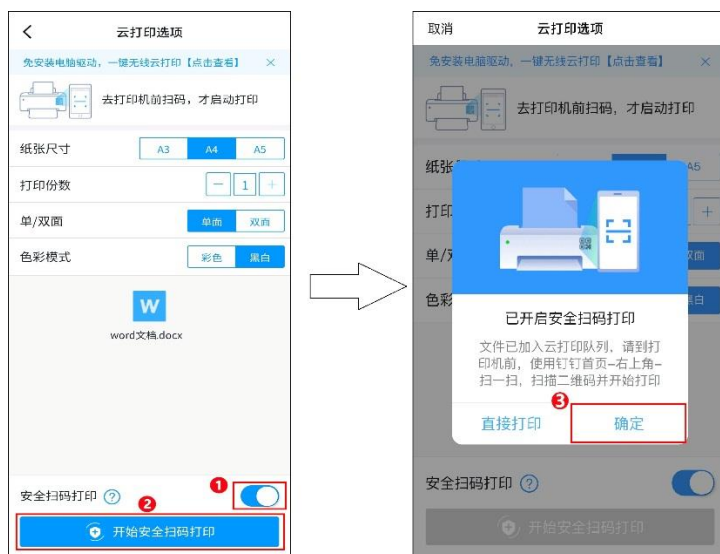 云打印选项
免安装电脑驱动，一键无线云打印【点击查看】
去打印机前扫码，才启动打印
纸张尺寸 A3 A4 A5
打印份数 1
单/双面 单面 双面
色彩模式 彩色 黑白
W
word文档.docx
安全扫码打印 ?
1
2
开始安全扫码打印
取消 云打印选项
免安装电脑驱动，一键无线云打印【点击查看】
去打印机前扫码，才启动打印
纸张 A5
打印
单/双 双面
色彩 黑白
已开启安全扫码打印
文件已加入云打印队列，请到打
印机前，使用钉钉首页-右上角-
扫一扫，扫描二维码并开始打印
3
直接打印 确定
安全扫码打印 ?
开始安全扫码打印